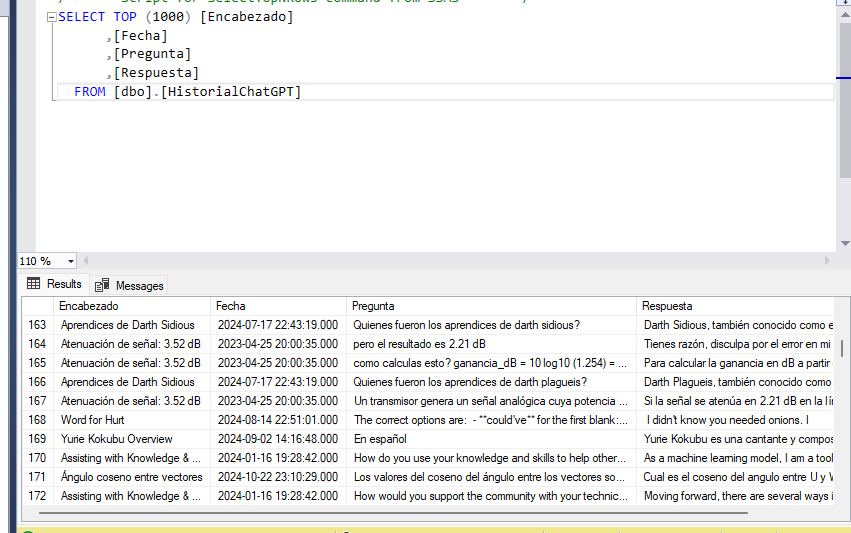 SELECT TOP (1000) [Encabezado]
,[Fecha]
,[Pregunta]
,[Respuesta]
FROM [dbo].[HistorialChatGPT]
110 %
Results Messages
Encabezado Fecha Pregunta Respuesta
163 Aprendices de Darth Sidious 2024-07-17 22:43:19.000 Quienes fueron los aprendices de darth sidious? Darth Sidious, también conocido como e
164 Atenuación de señal: 3.52 dB 2023-04-25 20:00:35.000 pero el resultado es 2.21 dB Tienes razón, disculpa por el error en mi
165 Atenuación de señal: 3.52 dB 2023-04-25 20:00:35.000 como calculas esto? ganancia_dB = 10 log10 (1.254) = ... Para calcular la ganancia en dB a partir
166 Aprendices de Darth Sidious 2024-07-17 22:43:19.000 Quienes fueron los aprendices de darth plagueis? Darth Plagueis, también conocido como
167 Atenuación de señal: 3.52 dB 2023-04-25 20:00:35.000 Un transmisor genera un señal analógica cuya potencia ... Si la señal se atenúa en 2.21 dB en la lí
168 Word for Hurt 2024-08-14 22:51:01.000 The correct options are: - **could've** for the first blank:... I didn't know you needed onions. I
169 Yurie Kokubu Overview 2024-09-02 14:16:48.000 En español Yurie Kokubu es una cantante y compos
170 Assisting with Knowledge & ... 2024-01-16 19:28:42.000 How do you use your knowledge and skills to help other... As a machine learning model, I am a tool
171 Ángulo coseno entre vectores 2024-10-22 23:10:29.000 Los valores del coseno del ángulo entre los vectores so... Cual es el coseno del angulo entre U y V
172 Assisting with Knowledge & ... 2024-01-16 19:28:42.000 How would you support the community with your technic... Moving forward, there are several ways i